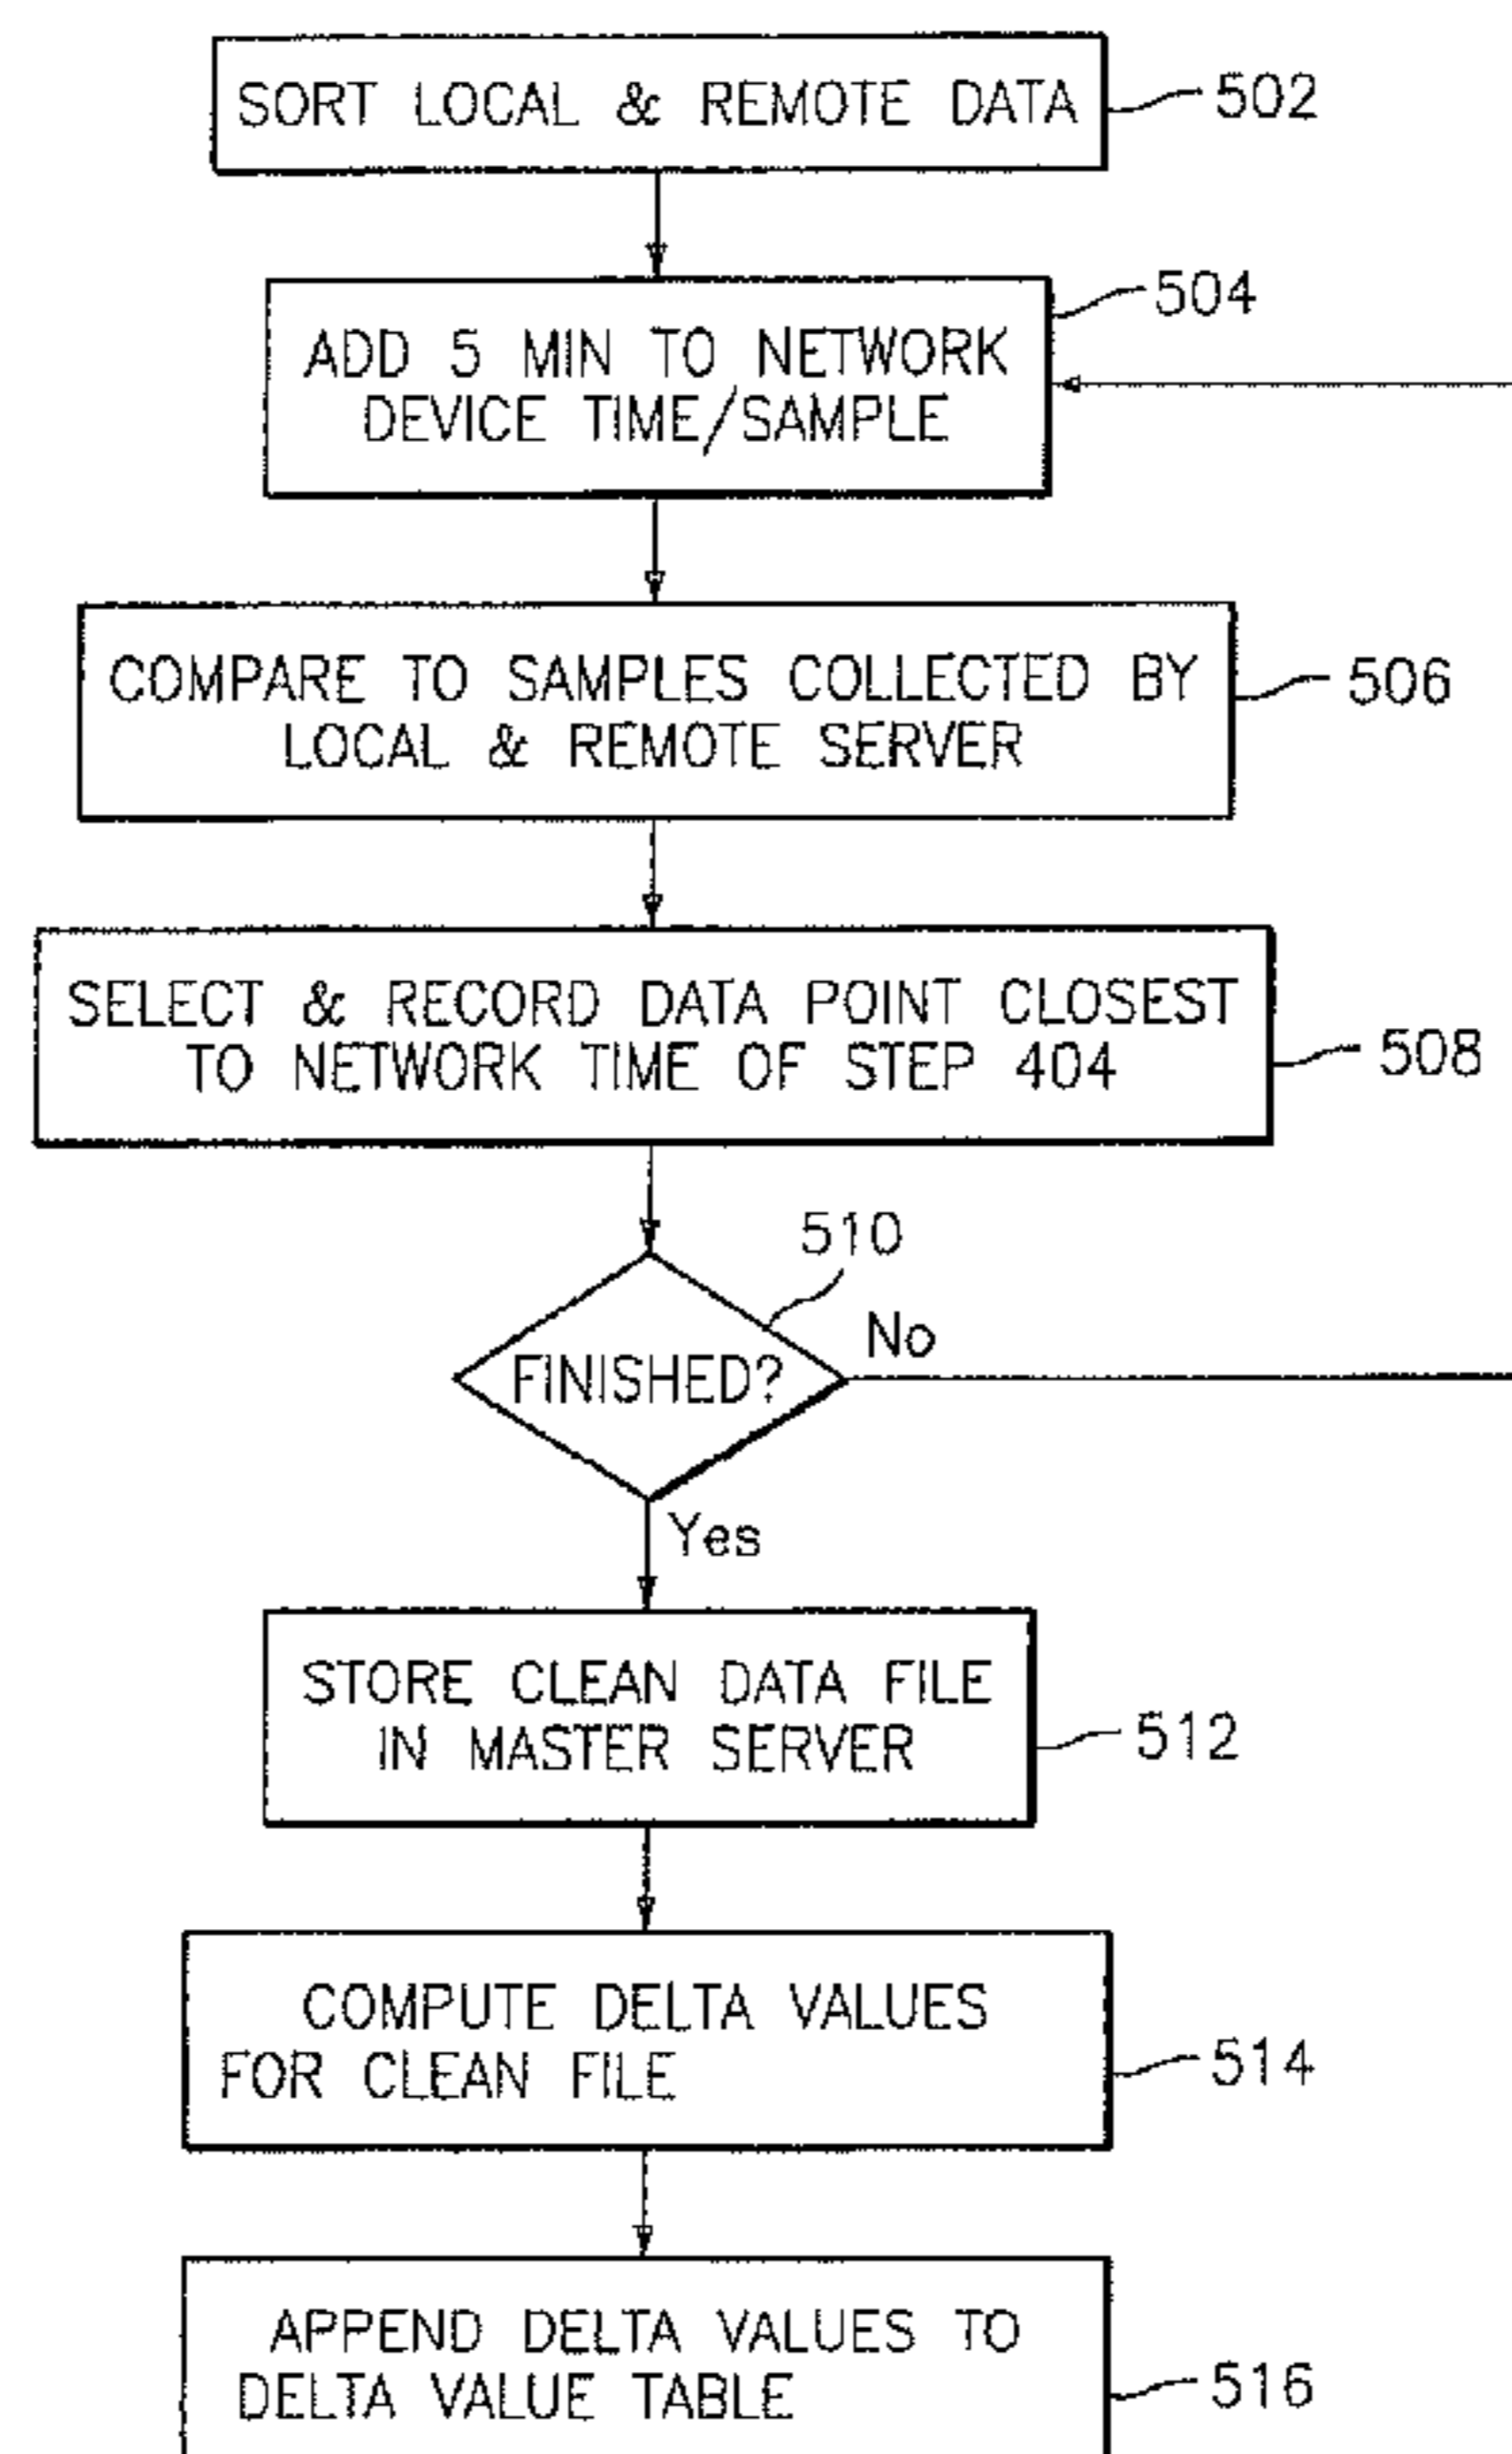 SORT LOCAL & REMOTE DATA
502
504
ADD 5 MIN TO NETWORK
DEVICE TIME/SAMPLE
COMPARE TO SAMPLES COLLECTED BY
LOCAL & REMOTE SERVER
506
SELECT & RECORD DATA POINT CLOSEST
TO NETWORK TIME OF STEP 404
508
510
FINISHED?
No
Yes
STORE CLEAN DATA FILE
IN MASTER SERVER
512
COMPUTE DELTA VALUES
FOR CLEAN FILE
514
APPEND DELTA VALUES TO
DELTA VALUE TABLE
516